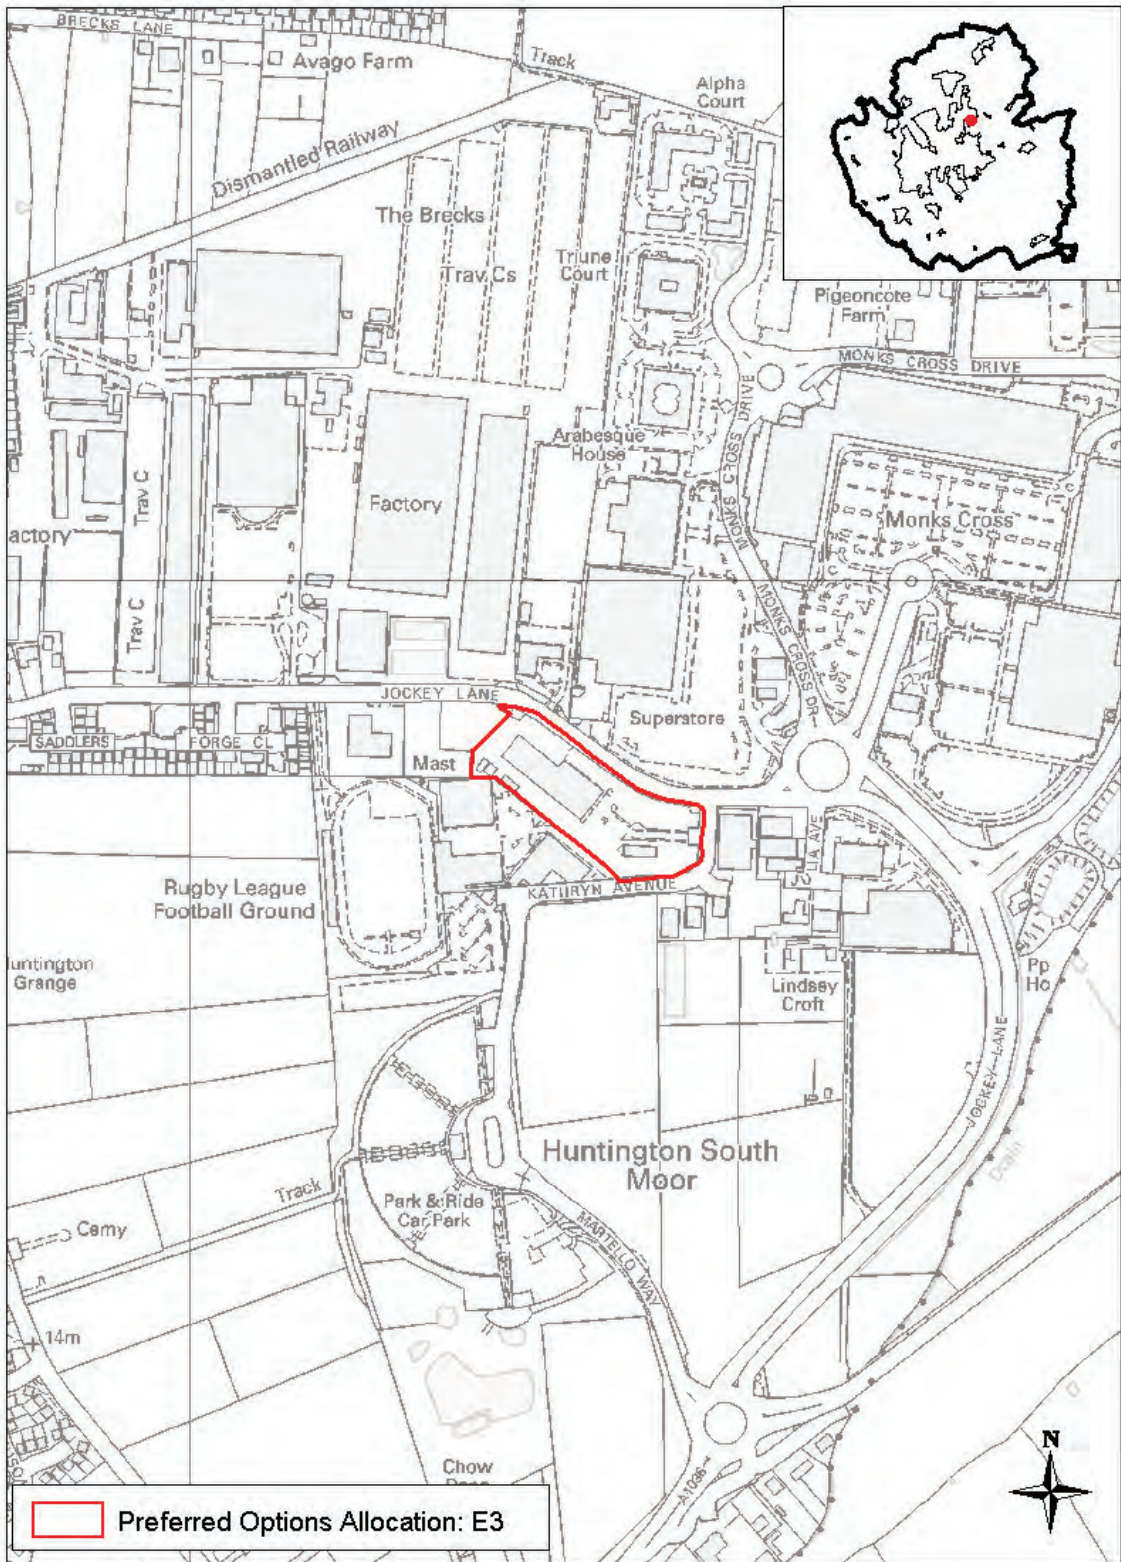 BRECKS LANE
Avago Farm
Track
Alpha
Court
Dismantled Railway
The Brecks
Trav Cs
Triune
Court
Pigeoncote
Farm
MONKS CROSS DRIVE
MONKS CROSS DRIVE
Arabesque
House
Trav C
Factory
Monks Cross
actory
Trav C
MONKS CROSS DR
JOCKEY LANE
Superstore
SADDLERS
FORGE CL
Mast
Rugby League
Football Ground
KATHRYN AVENUE
untington
Grange
Lindsey
Croft
Pp
Ho
JOCKEY LANE
Huntington South
Moor
Drain
Track
Park & Ride
Car Park
Cemy
MARTELLO WAY
14m
Chow
A1036
N
Preferred Options Allocation: E3